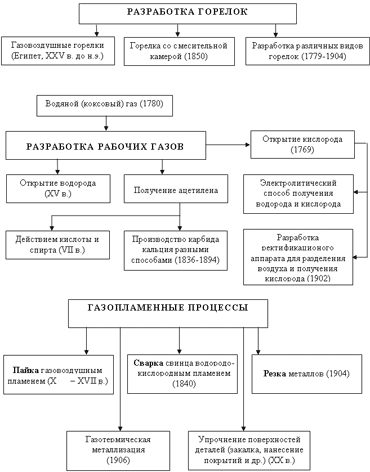 РАЗРАБОТКА ГОРЕЛОК
Газовоздушные горелки
(Египет, XXV в. до н.э.)
Горелка со смесительной
камерой (1850)
Разработка различных видов
горелок (1779-1904)
Водяной (коксовый) газ (1780)
РАЗРАБОТКА РАБОЧИХ ГАЗОВ
Открытие кислорода
(1769)
Открытие водорода
(XV в.)
Получение ацетилена
Электролитический
способ получения
водорода и кислорода
Действием кислоты и
спирта (VII в.)
Производство карбида
кальция разными
способами (1836-1894)
Разработка
ректификационного
аппарата для разделения
воздуха и получения
кислорода (1902)
ГАЗОПЛАМЕННЫЕ ПРОЦЕССЫ
Пайка газовоздушным
пламенем (X – XVII в.)
Сварка свинца водородо-
кислородным пламенем
(1840)
Резка металлов (1904)
Газотермическая
металлизация
(1906)
Упрочнение поверхностей
деталей (закалка, нанесение
покрытий и др.) (XX в.)